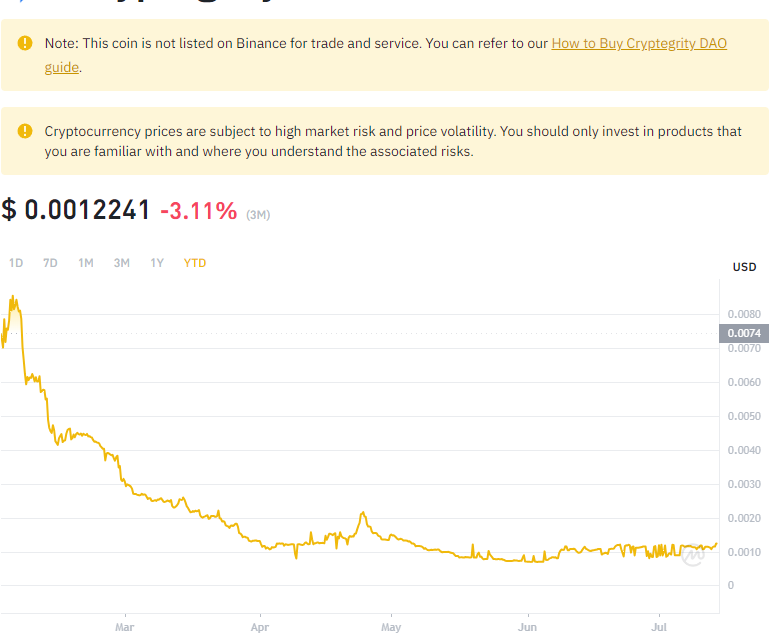 Note: This coin is not listed on Binance for trade and service. You can refer to our How to Buy Cryptegrity DAO
guide.
Cryptocurrency prices are subject to high market risk and price volatility. You should only invest in products that
you are familiar with and where you understand the associated risks.
$ 0.0012241 -3.11% (3M)
1D 7D 1M 3M 1Y YTD
USD
0.0080
0.0074
0.0070
0.0060
0.0050
0.0040
0.0030
0.0020
0.0010
0
Mar Apr May Jun Jul